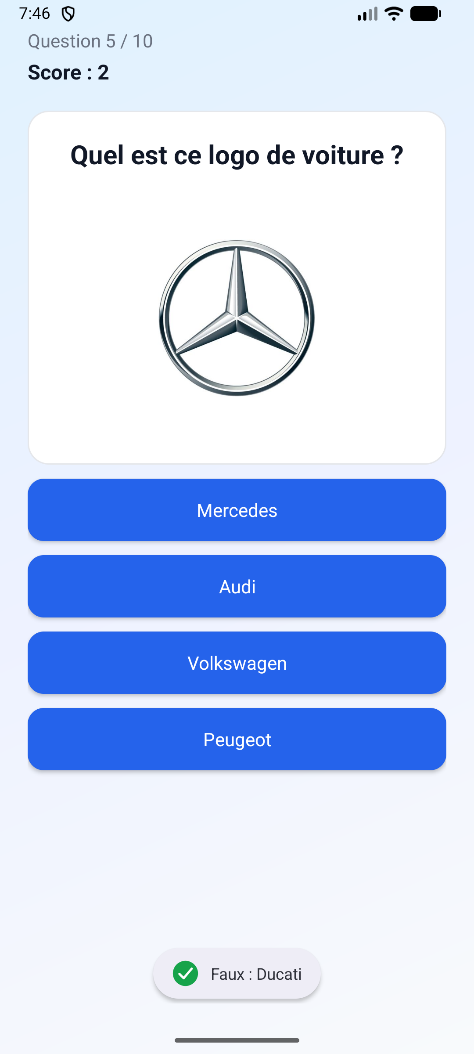 7:46
Question 5 / 10
Score : 2
Quel est ce logo de voiture ?
Mercedes
Audi
Volkswagen
Peugeot
Faux : Ducati